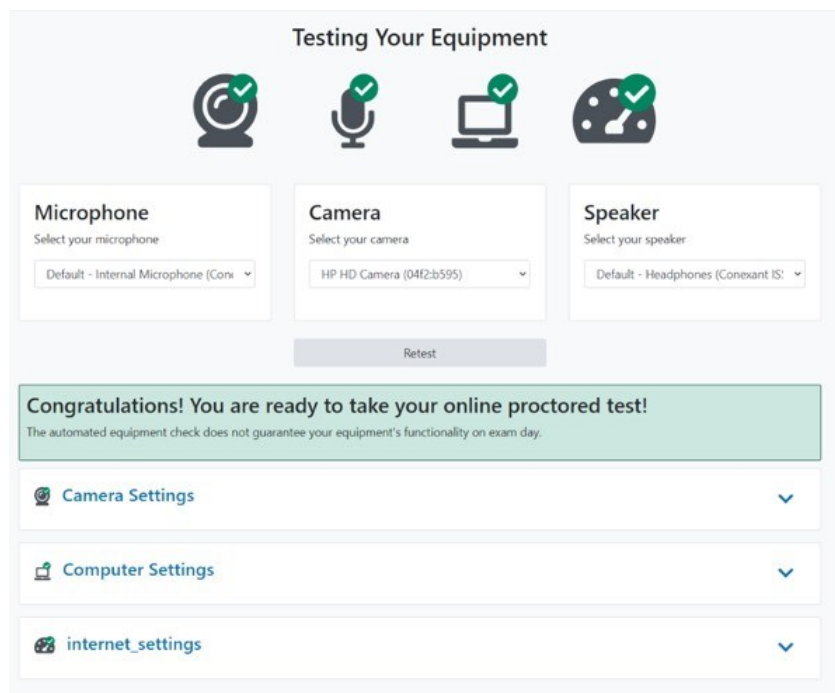 Testing Your Equipment
Microphone
Select your microphone
Default - Internal Microphone (Cone
Camera
Select your camera
HP HD Camera (04f2:b595)
Speaker
Select your speaker
Default - Headphones (Conexant IS:
Retest
Congratulations! You are ready to take your online proctored test!
The automated equipment check does not guarantee your equipment's functionality on exam day.
Camera Settings
Computer Settings
internet_settings